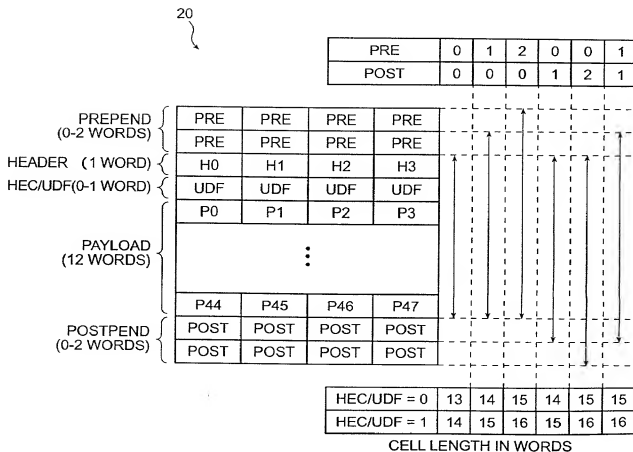 20
PRE 0 1 2 0 0 1
POST 0 0 0 1 2 1
PREPEND
(0-2 WORDS)
PRE PRE PRE PRE
PRE PRE PRE PRE
HEADER (1 WORD) H0 H1 H2 H3
HEC/UDF(0-1 WORD) UDF UDF UDF UDF
P0 P1 P2 P3
PAYLOAD
(12 WORDS)
P44 P45 P46 P47
POSTPEND
(0-2 WORDS)
POST POST POST POST
POST POST POST POST
HEC/UDF = 0 13 14 15 14 15 15
HEC/UDF = 1 14 15 16 15 16 16
CELL LENGTH IN WORDS